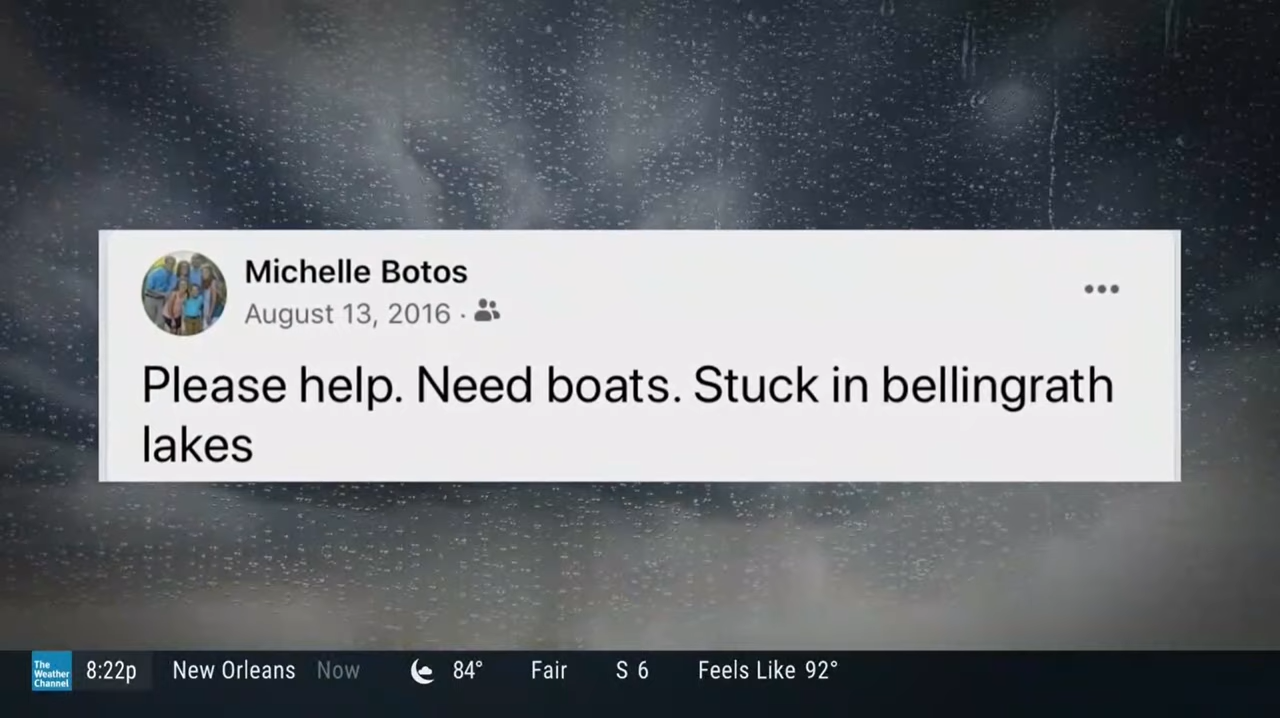 Michelle Botos
August 13, 2016 ·
Please help. Need boats. Stuck in bellingrath
lakes
The
Weather
Channel
8:22p New Orleans Now 84° Fair S 6 Feels Like 92°